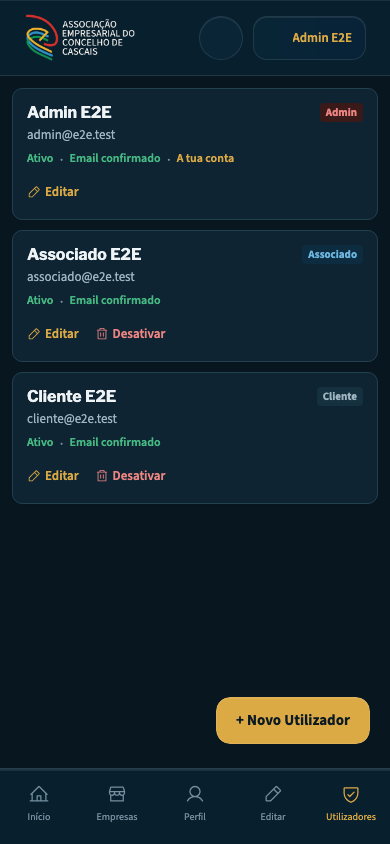 ASSOCIAÇÃO
EMPRESARIAL DO
CONCELHO DE
CASCAIS
Admin E2E
Admin E2E
Admin
admin@e2e.test
Ativo · Email confirmado · A tua conta
Editar
Associado E2E
Associado
associado@e2e.test
Ativo · Email confirmado
Editar Desativar
Cliente E2E
Cliente
cliente@e2e.test
Ativo · Email confirmado
Editar Desativar
+ Novo Utilizador
Início Empresas Perfil Editar Utilizadores